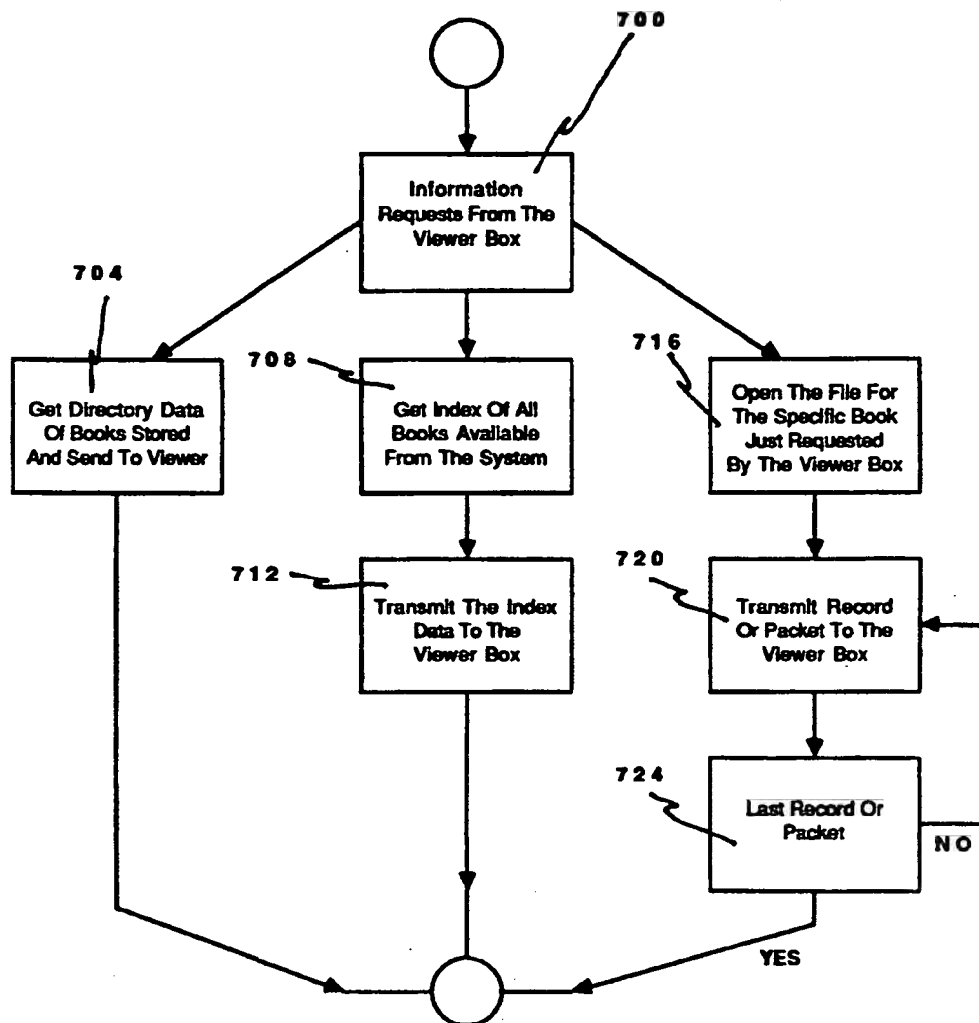 700
Information
Requests From The
Viewer Box
704
708
716
Get Directory Data
Of Books Stored
And Send To Viewer
Get Index Of All
Books Available
From The System
Open The File For
The Specific Book
Just Requested
By The Viewer Box
712
720
Transmit The Index
Data To The
Viewer Box
Transmit Record
Or Packet To The
Viewer Box
724
Last Record Or
Packet
NO
YES